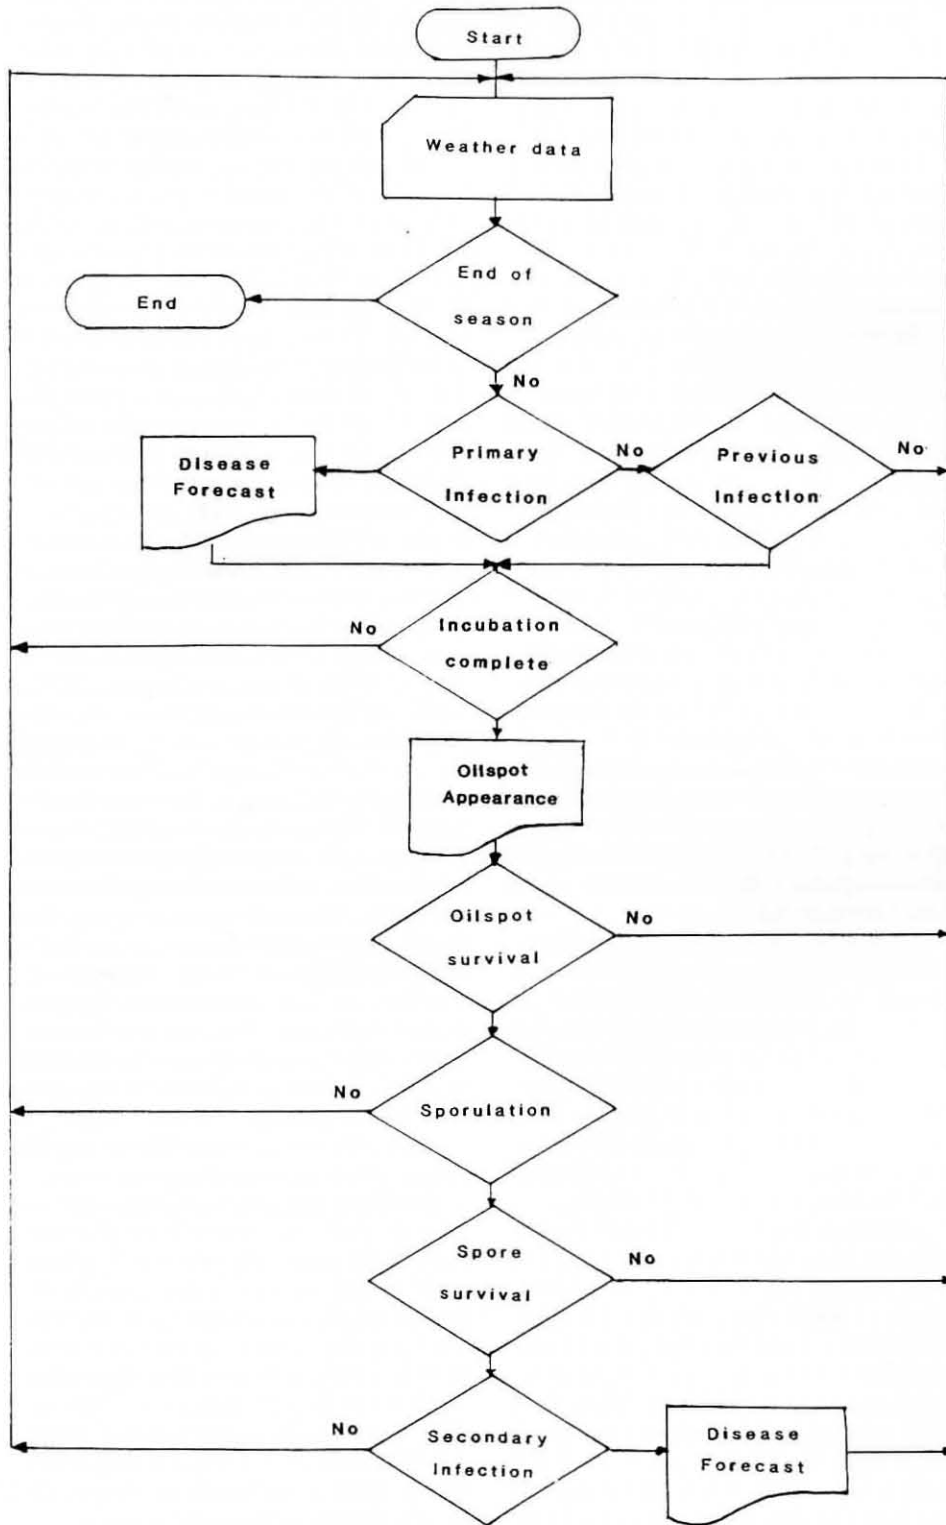 Start
Weather data
End of
season
End
No
Primary
Infection
No
Previous
Infection
No
Disease
Forecast
Incubation
complete
No
Oilspot
Appearance
Oilspot
survival
No
Sporulation
No
Spore
survival
No
Secondary
Infection
No
Disease
Forecast